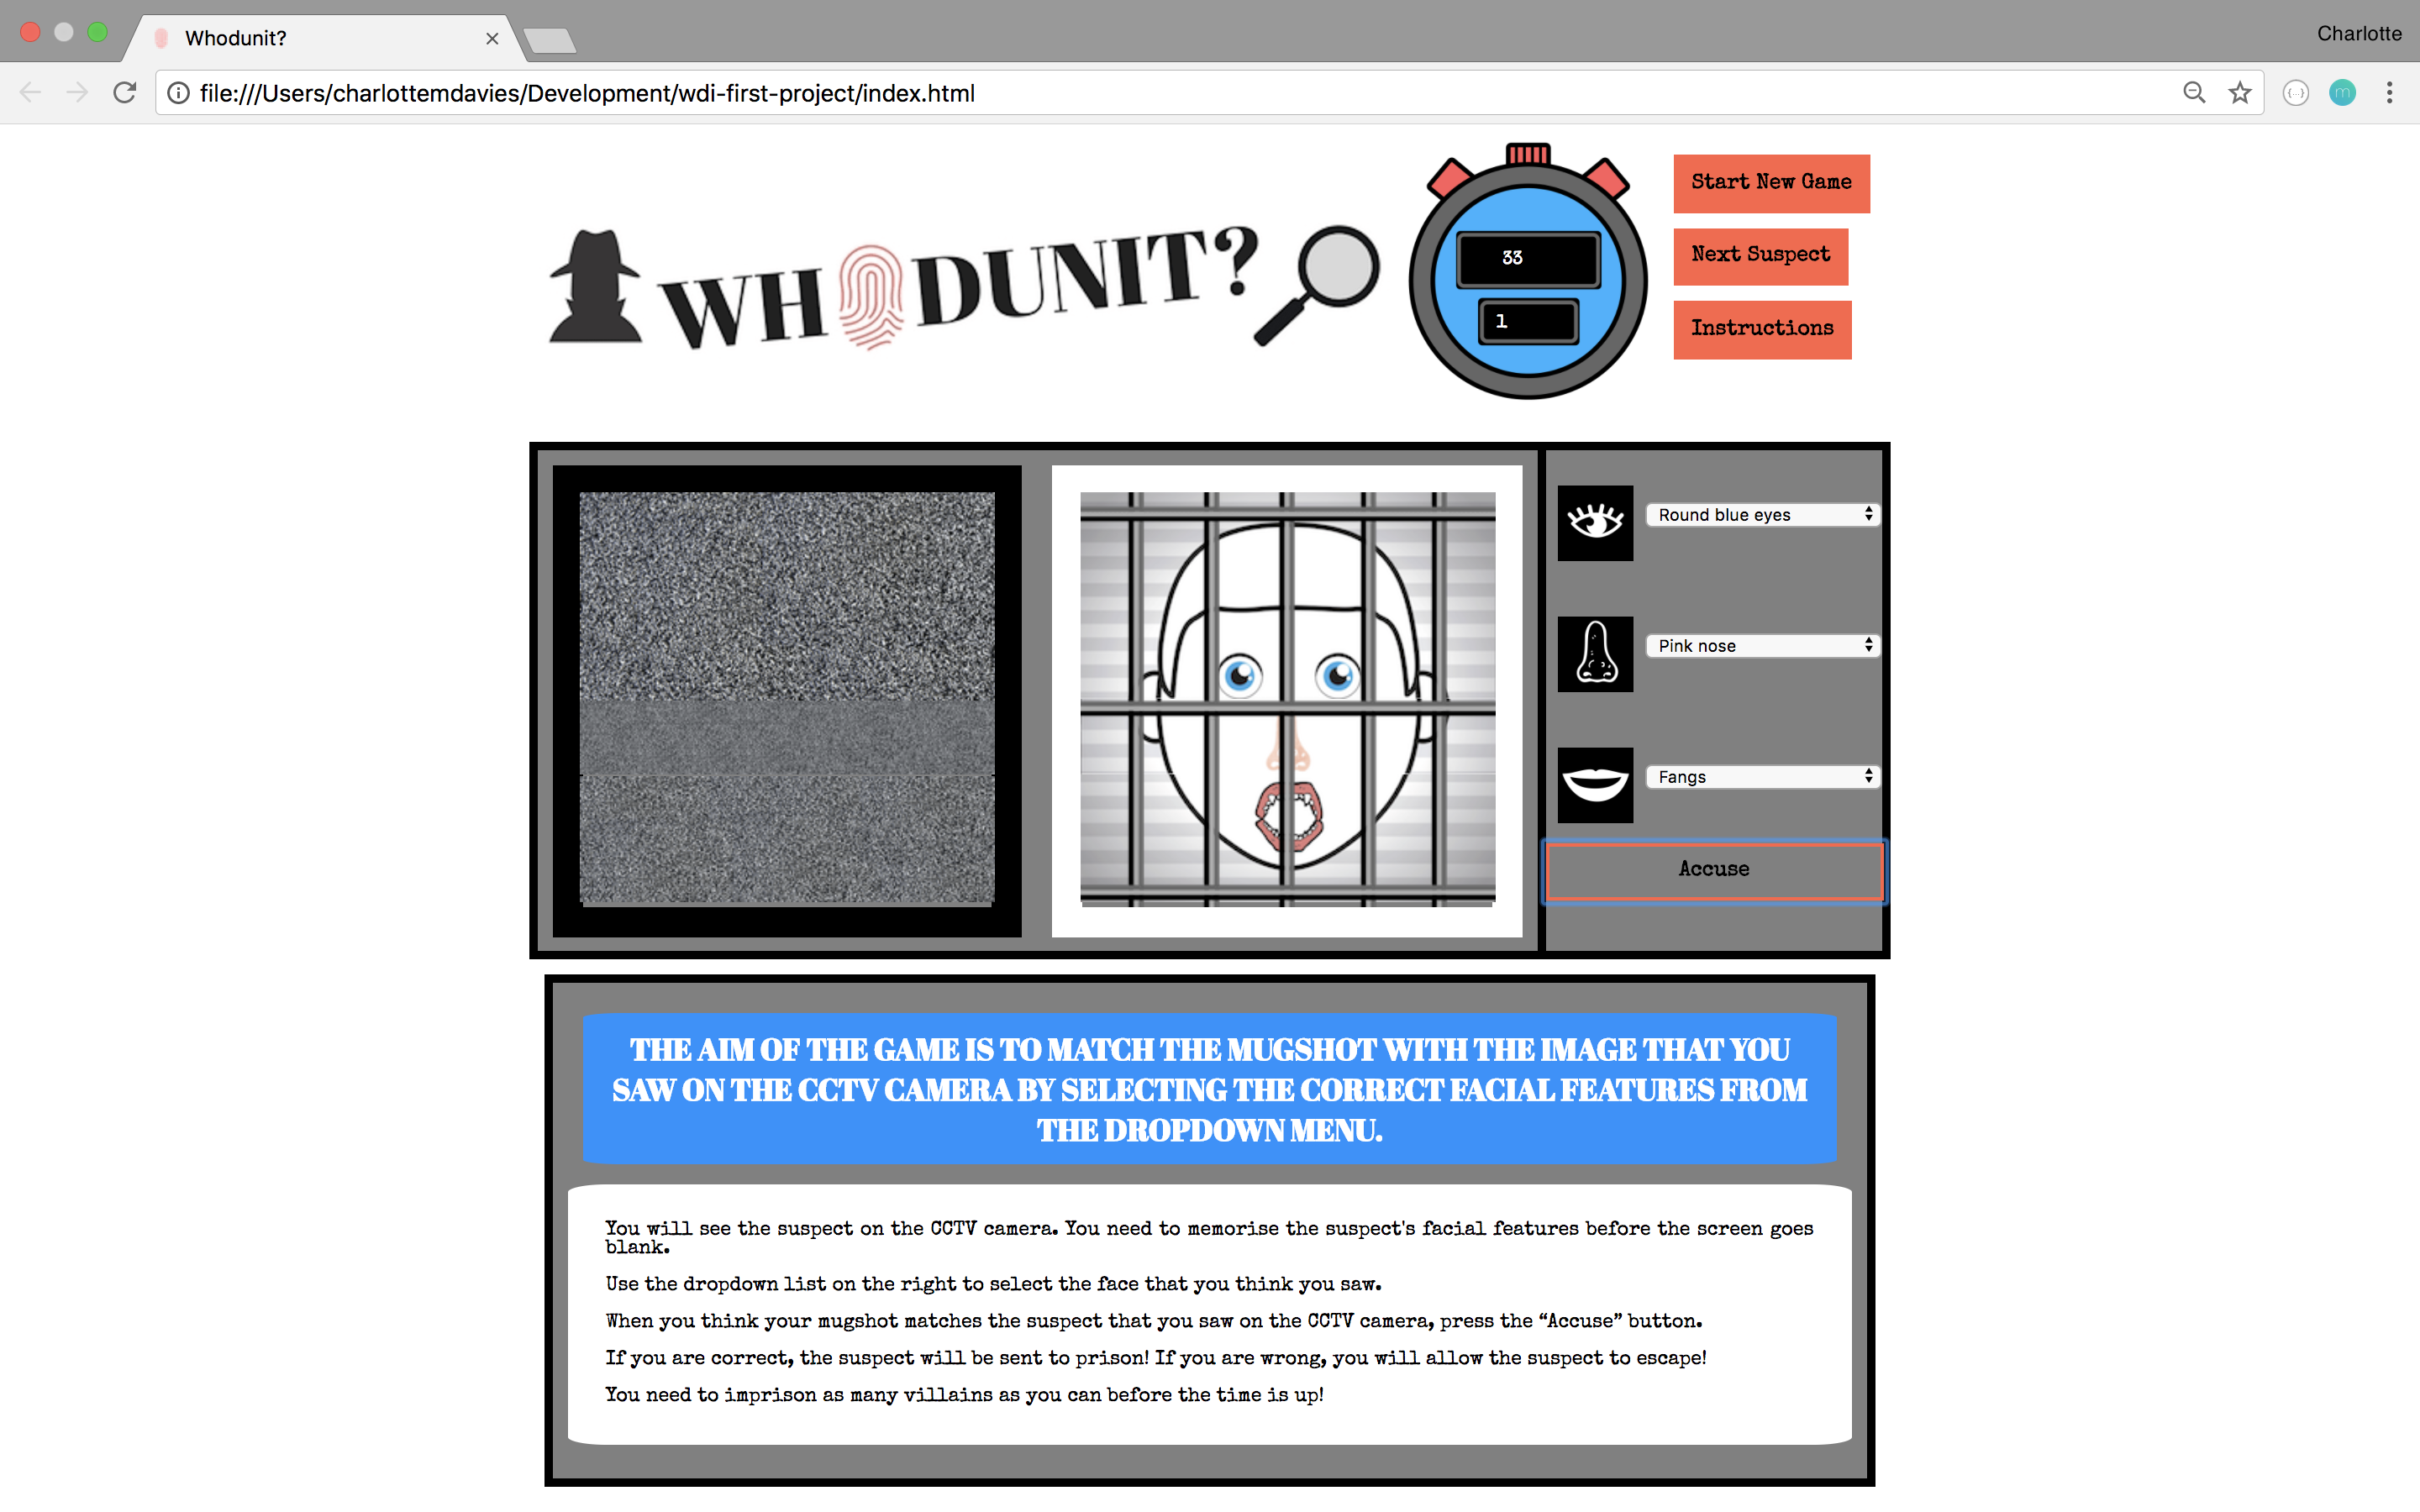 Whodunit?
Charlotte
file:///Users/charlottemdavies/Development/wdi-first-project/index.html
{...}
m
WHODUNIT?
33
1
Start New Game
Next Suspect
Instructions
Round blue eyes
Pink nose
Fangs
Accuse
THE AIM OF THE GAME IS TO MATCH THE MUGSHOT WITH THE IMAGE THAT YOU
SAW ON THE CCTV CAMERA BY SELECTING THE CORRECT FACIAL FEATURES FROM
THE DROPDOWN MENU.
You will see the suspect on the CCTV camera. You need to memorise the suspect's facial features before the screen goes
blank.
Use the dropdown list on the right to select the face that you think you saw.
When you think your mugshot matches the suspect that you saw on the CCTV camera, press the “Accuse” button.
If you are correct, the suspect will be sent to prison! If you are wrong, you will allow the suspect to escape!
You need to imprison as many villains as you can before the time is up!